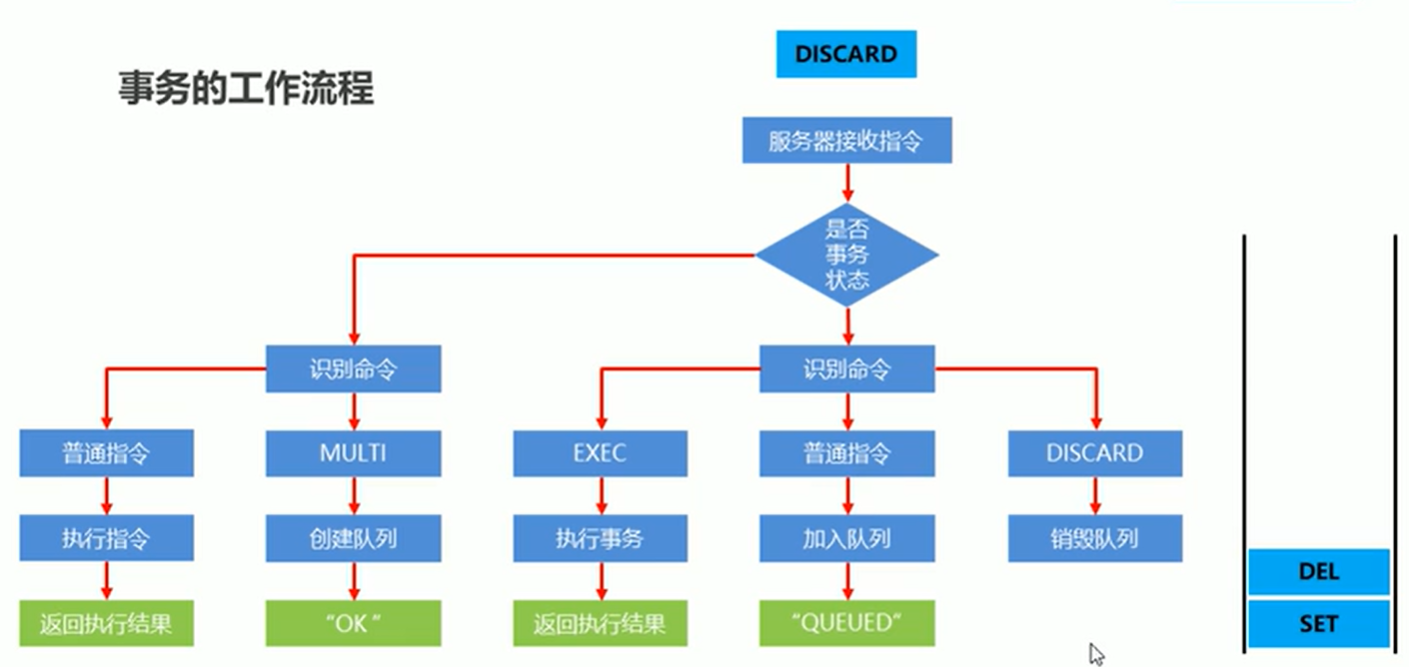 DISCARD
事务的工作流程
服务器接收指令
是否
事务
状态
识别命令
识别命令
普通指令
MULTI
EXEC
普通指令
DISCARD
执行指令
创建队列
执行事务
加入队列
销毁队列
DEL
返回执行结果
“OK”
返回执行结果
“QUEUED”
SET